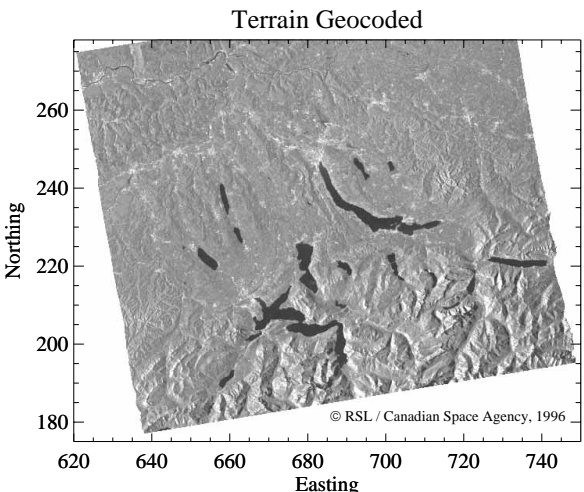 Terrain Geocoded
260
240
220
200
180
Northing
© RSL / Canadian Space Agency, 1996
620 640 660 680 700 720 740
Easting